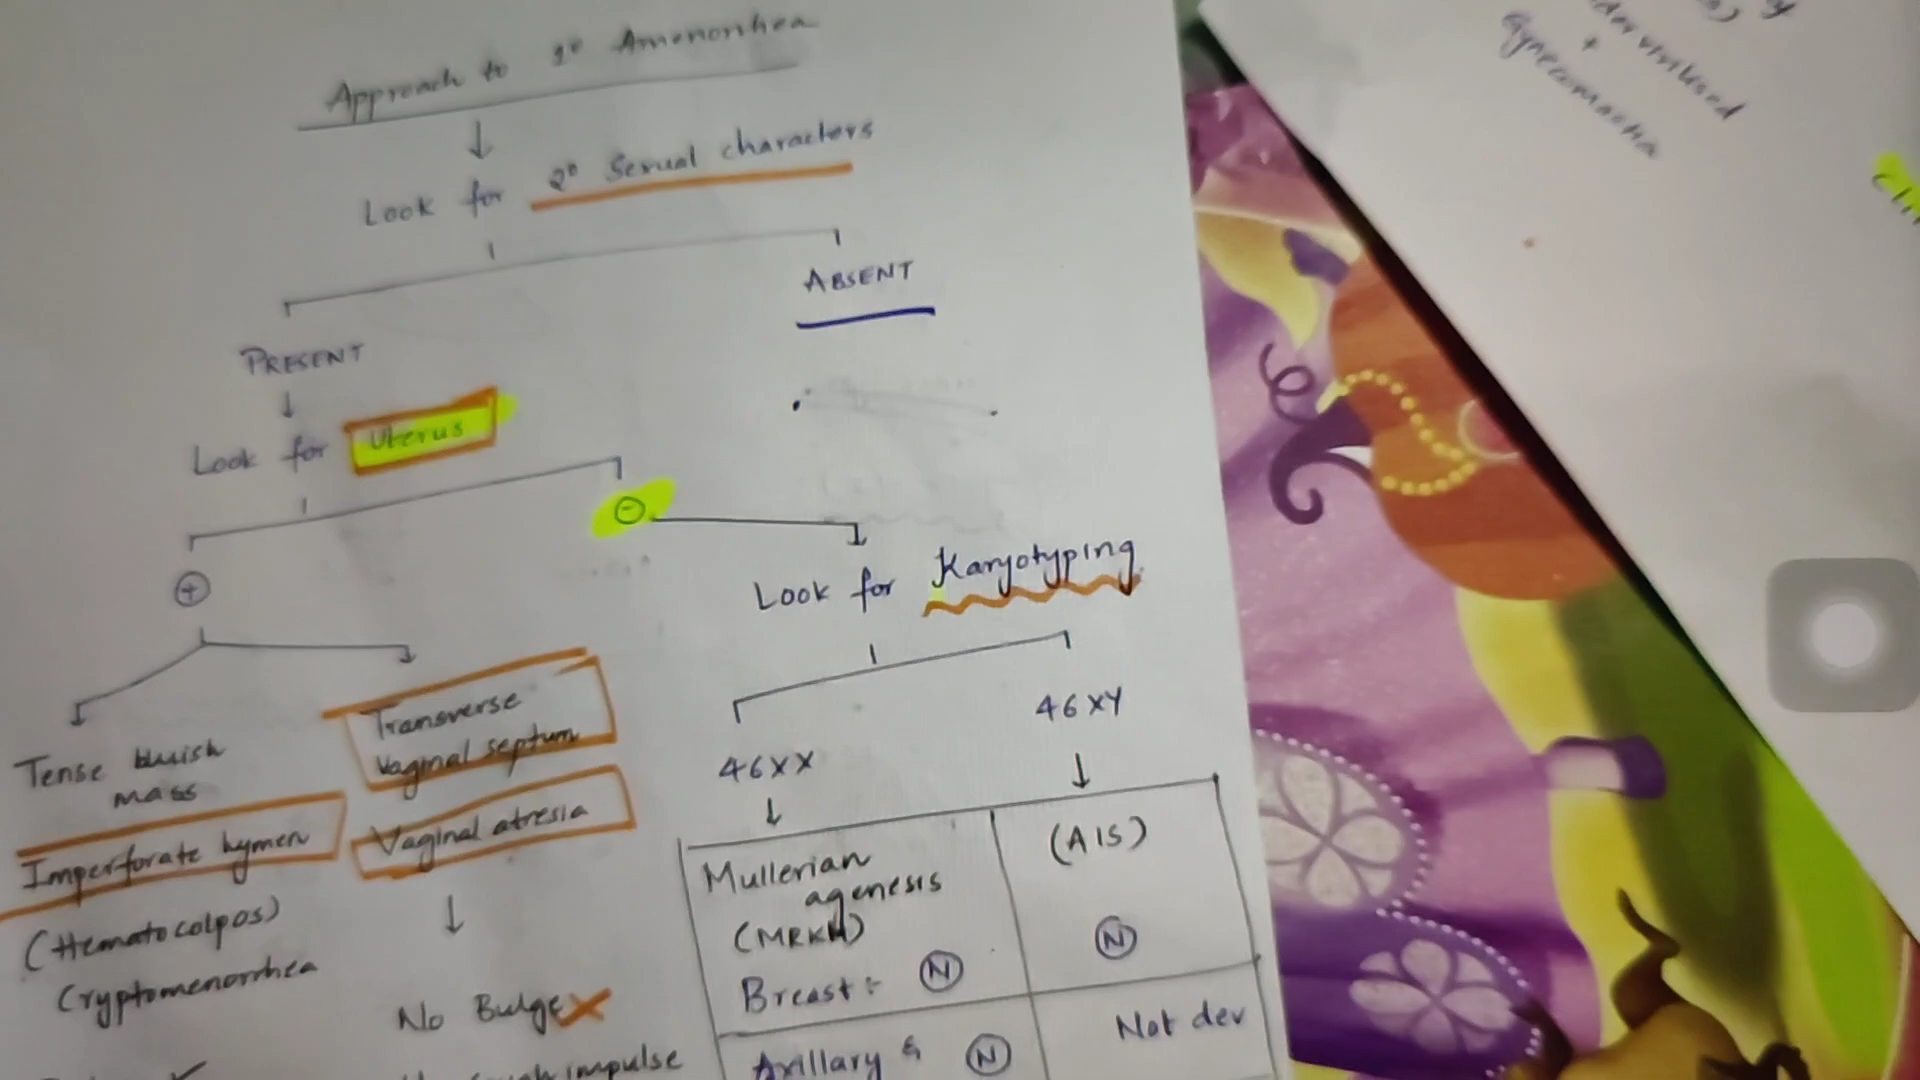 Approach to 1° Amenorrhea
Look for 2° Sexual characters
PRESENT
ABSENT
Look for Uterus
+
-
Look for Karyotyping
Tense bluish
mass
Imperforate hymen
(Hematocolpos)
Cryptomenorrhea
Transverse
Vaginal septum
Vaginal atresia
No Bulge
impulse
46XX
46XY
Mullerian
agenesis
(MRKH)
Breast :- N
(AIS)
N
Axillary & N
Not dev
+
Gynecomastia